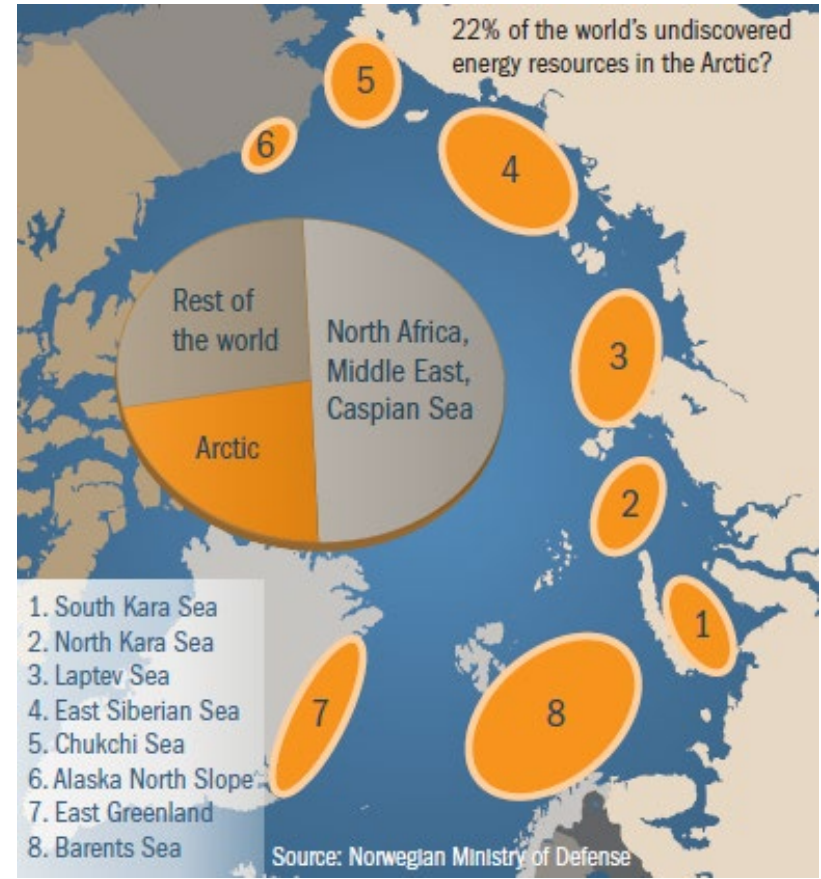 22% of the world's undiscovered
energy resources in the Arctic?
5
6
4
Rest of
the world
North Africa,
Middle East,
Caspian Sea
3
Arctic
2
1
7
8
1. South Kara Sea
2. North Kara Sea
3. Laptev Sea
4. East Siberian Sea
5. Chukchi Sea
6. Alaska North Slope
7. East Greenland
8. Barents Sea
Source: Norwegian Ministry of Defense